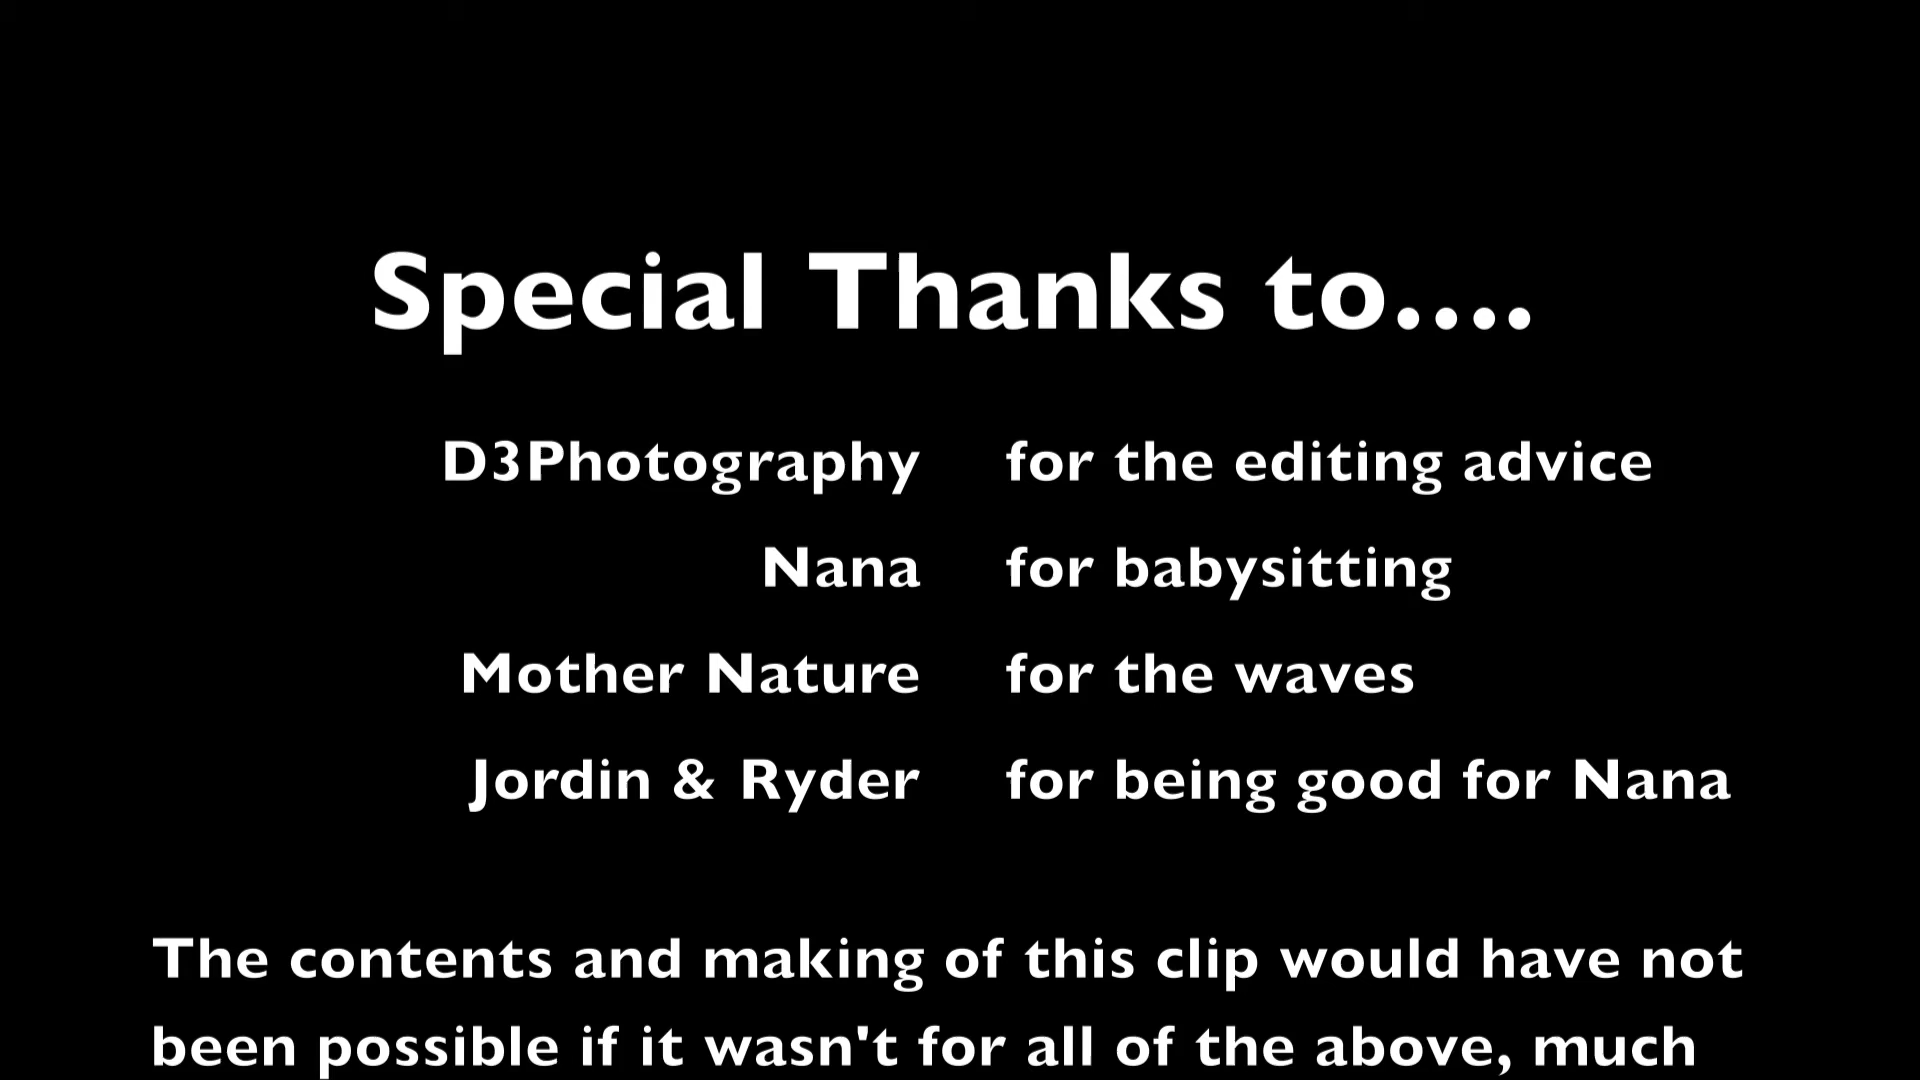 Special Thanks to....
D3Photography for the editing advice
Nana for babysitting
Mother Nature for the waves
Jordin & Ryder for being good for Nana
The contents and making of this clip would have not
been possible if it wasn't for all of the above, much